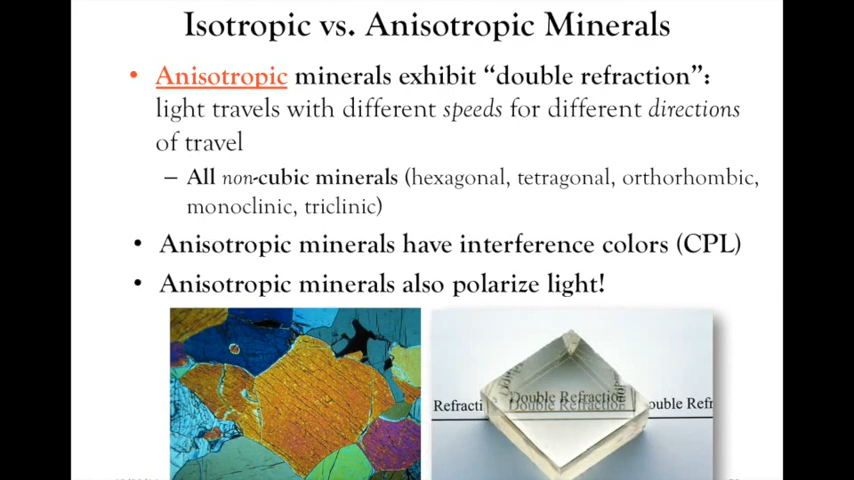 Isotropic vs. Anisotropic Minerals
• Anisotropic minerals exhibit “double refraction”:
light travels with different speeds for different directions
of travel
– All non-cubic minerals (hexagonal, tetragonal, orthorhombic,
monoclinic, triclinic)
• Anisotropic minerals have interference colors (CPL)
• Anisotropic minerals also polarize light!
Double Refraction
Refracti Double Refraction ouble Refr